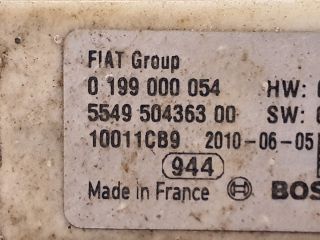 FIAT Group
0 199 000 054 HW:
5549 504363 00 SW:
10011CB9 2010-06-05
944
Made in France BOS